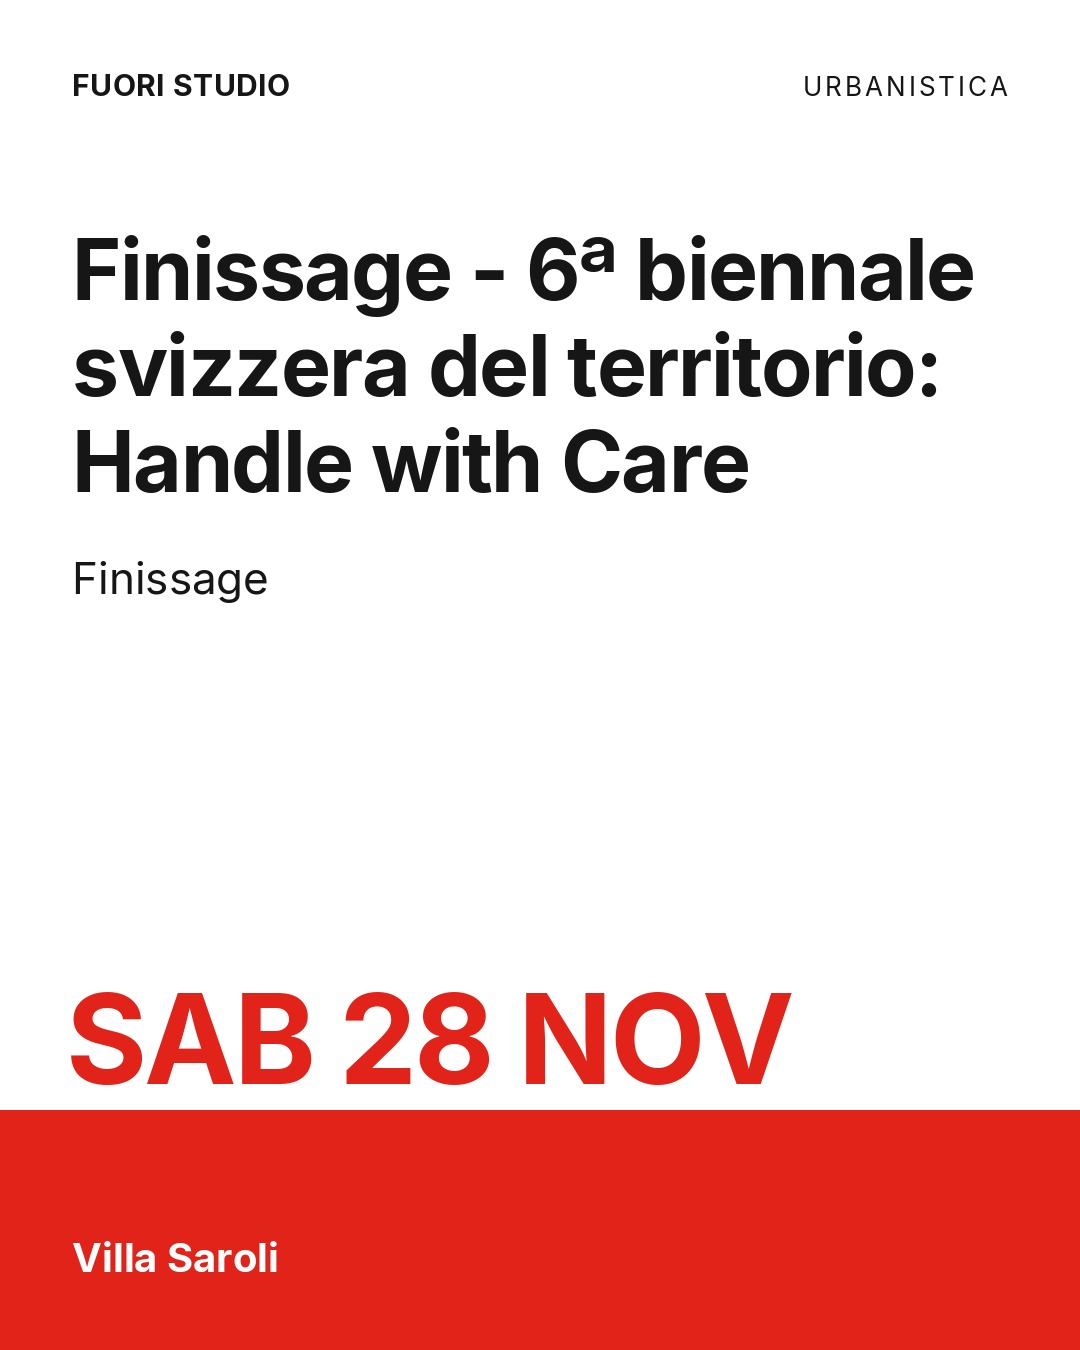 FUORI STUDIO
URBANISTICA
Finissage - 6ª biennale
svizzera del territorio:
Handle with Care
Finissage
SAB 28 NOV
Villa Saroli